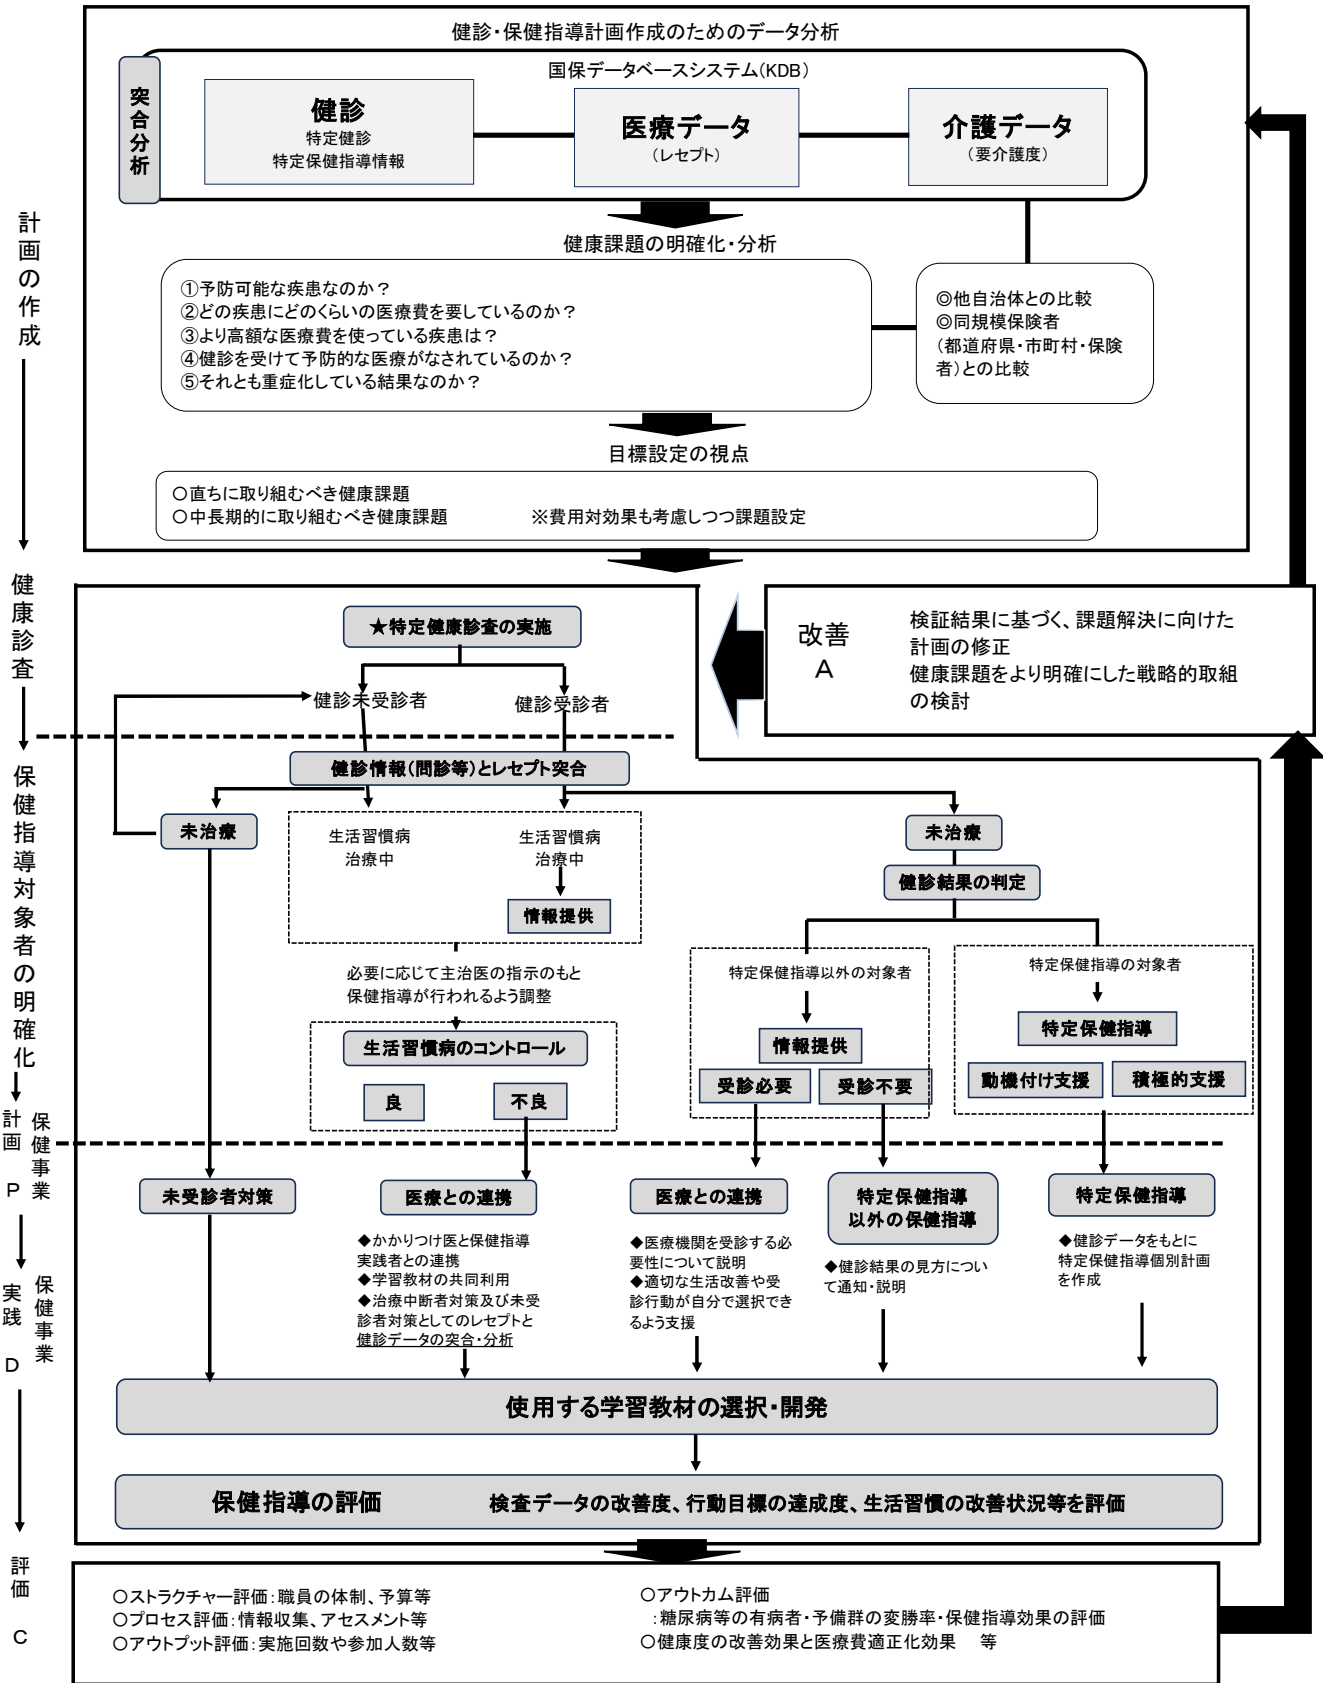 健診・保健指導計画作成のためのデータ分析
国保データベースシステム(KDB)
突合分析
健診
特定健診
特定保健指導情報
医療データ
(レセプト)
介護データ
(要介護度)
健康課題の明確化・分析
①予防可能な疾患なのか?
②どの疾患にどのくらいの医療費を要しているのか?
③より高額な医療費を使っている疾患は?
④健診を受けて予防的な医療がなされているのか?
⑤それとも重症化している結果なのか?
◎他自治体との比較
◎同規模保険者
(都道府県・市町村・保険
者)との比較
目標設定の視点
○直ちに取り組むべき健康課題
○中長期的に取り組むべき健康課題 ※費用対効果も考慮しつつ課題設定
計画の作成
健康診査
保健指導対象者の明確化
計画 P
保健事業
実践 D
保健事業
評価 C
改善
A
検証結果に基づく、課題解決に向けた
計画の修正
健康課題をより明確にした戦略的取組
の検討
★特定健康診査の実施
健診未受診者
健診受診者
健診情報(問診等)とレセプト突合
未治療
生活習慣病
治療中
生活習慣病
治療中
情報提供
未治療
健診結果の判定
必要に応じて主治医の指示のもと
保健指導が行われるよう調整
生活習慣病のコントロール
良
不良
特定保健指導以外の対象者
情報提供
受診必要
受診不要
特定保健指導の対象者
特定保健指導
動機付け支援
積極的支援
未受診者対策
医療との連携
◆かかりつけ医と保健指導
実践者との連携
◆学習教材の共同利用
◆治療中断者対策及び未受
診者対策としてのレセプトと
健診データの突合・分析
医療との連携
◆医療機関を受診する必
要性について説明
◆適切な生活改善や受
診行動が自分で選択でき
るよう支援
特定保健指導
以外の保健指導
◆健診結果の見方につい
て通知・説明
特定保健指導
◆健診データをもとに
特定保健指導個別計画
を作成
使用する学習教材の選択・開発
保健指導の評価 検査データの改善度、行動目標の達成度、生活習慣の改善状況等を評価
○ストラクチャー評価:職員の体制、予算等
○プロセス評価:情報収集、アセスメント等
○アウトプット評価:実施回数や参加人数等
○アウトカム評価
:糖尿病等の有病者・予備群の変勝率・保健指導効果の評価
○健康度の改善効果と医療費適正化効果 等